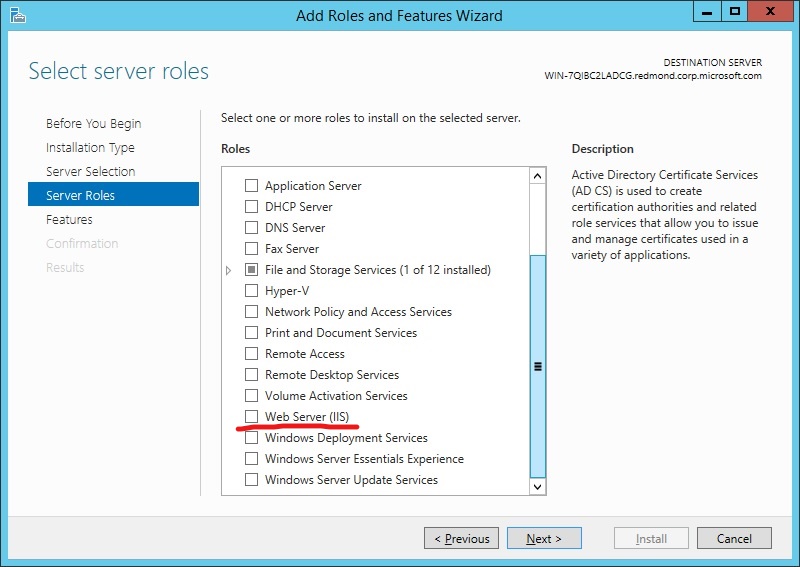 Add Roles and Features Wizard
Select server roles
DESTINATION SERVER
WIN-7QIBC2LADCG.redmond.corp.microsoft.com
Before You Begin
Installation Type
Server Selection
Server Roles
Features
Confirmation
Results
Select one or more roles to install on the selected server.
Roles
Application Server
DHCP Server
DNS Server
Fax Server
File and Storage Services (1 of 12 installed)
Hyper-V
Network Policy and Access Services
Print and Document Services
Remote Access
Remote Desktop Services
Volume Activation Services
Web Server (IIS)
Windows Deployment Services
Windows Server Essentials Experience
Windows Server Update Services
Description
Active Directory Certificate Services
(AD CS) is used to create
certification authorities and related
role services that allow you to issue
and manage certificates used in a
variety of applications.
< Previous
Next >
Install
Cancel